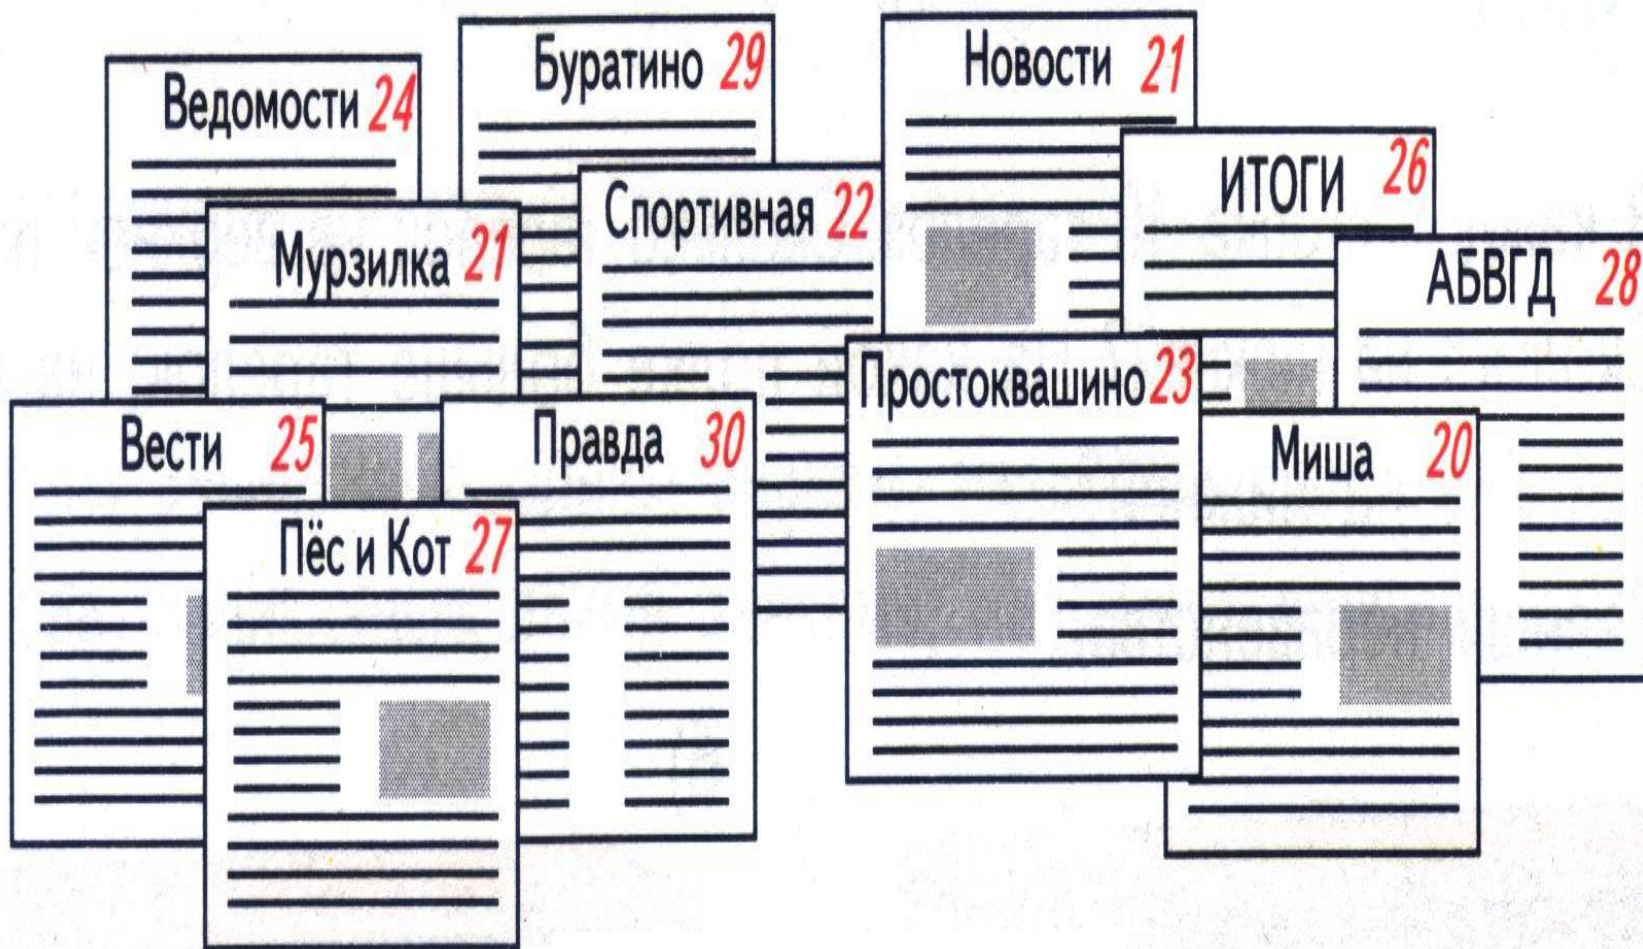 Ведомости 24
Буратино 29
Новости 21
Мурзилка 21
Спортивная 22
ИТОГИ 26
АБВГД 28
Вести 25
Правда 30
Простоквашино 23
Миша 20
Пёс и Кот 27